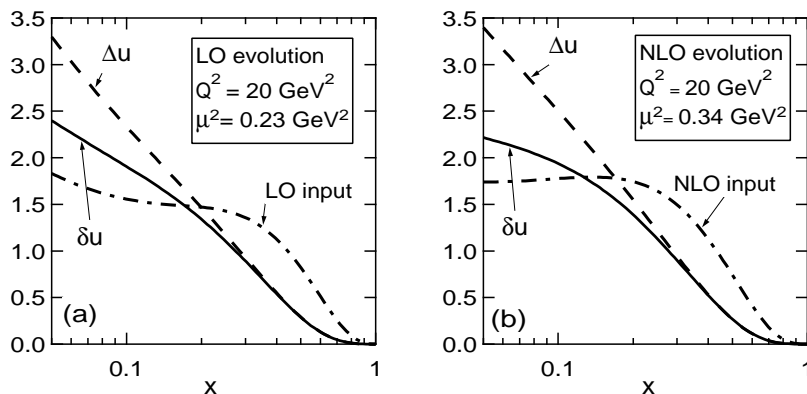 3.5
3.0
2.5
2.0
1.5
1.0
0.5
0.0
Δu
LO evolution
Q² = 20 GeV²
μ²= 0.23 GeV²
LO input
δu
(a)
0.1
1
x
3.5
3.0
2.5
2.0
1.5
1.0
0.5
0.0
Δu
NLO evolution
Q² = 20 GeV²
μ²= 0.34 GeV²
NLO input
δu
(b)
0.1
1
x